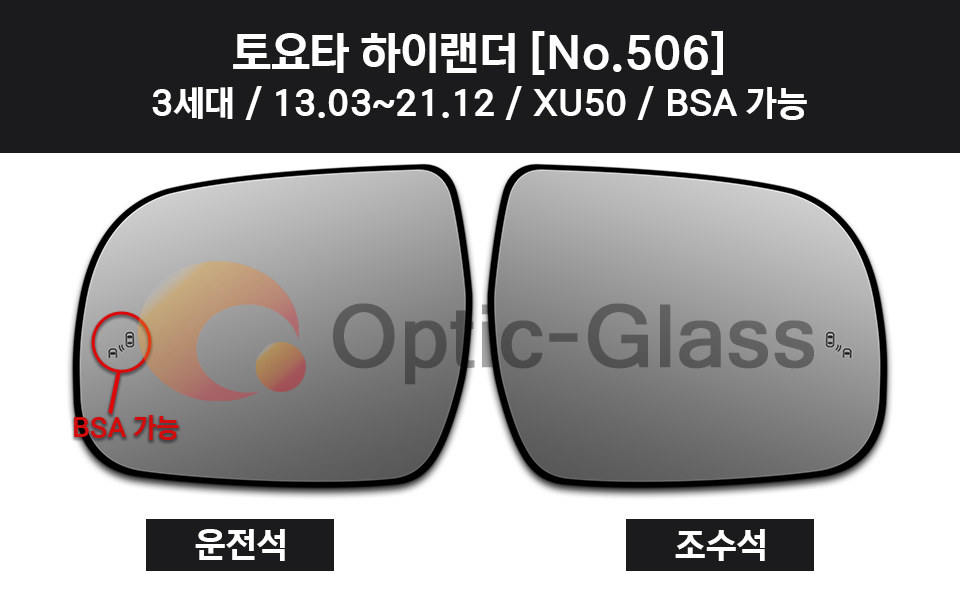 토요타 하이랜더 [No.506]
3세대 / 13.03~21.12 / XU50 / BSA 가능
Optic-Glass
BSA 가능
운전석
조수석